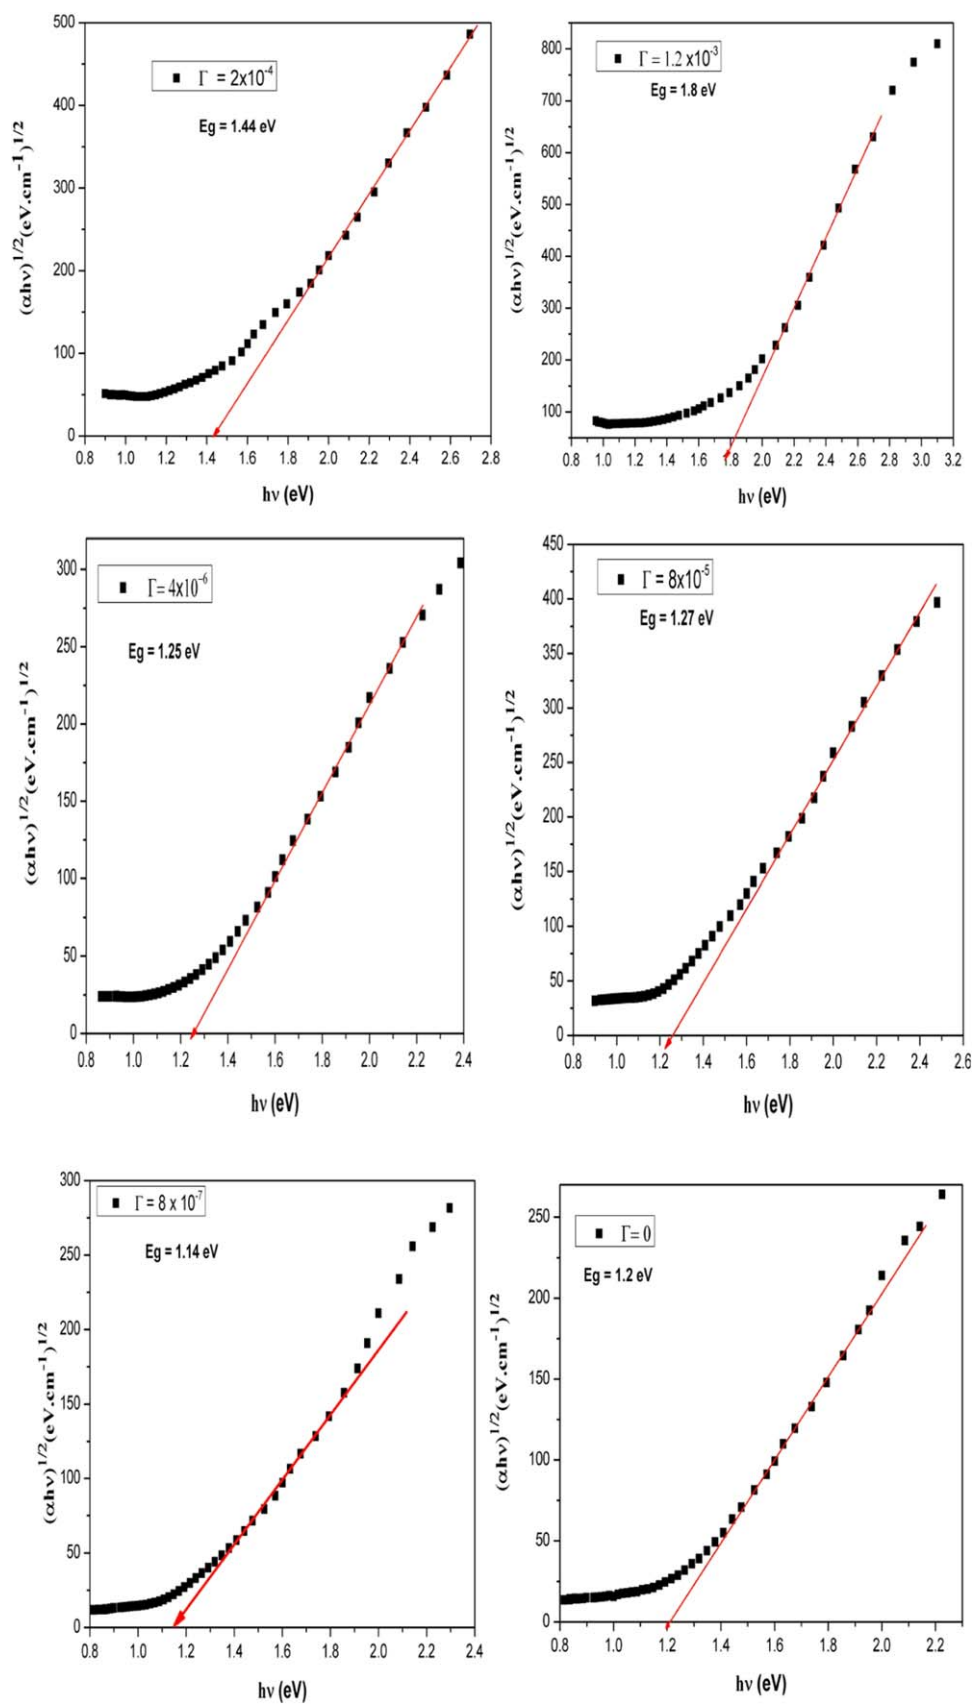 500
400
300
200
100
0
(αhν)^1/2(eV.cm^-1)^1/2
Γ = 2x10^-4
Eg = 1.44 eV
0.8 1.0 1.2 1.4 1.6 1.8 2.0 2.2 2.4 2.6 2.8
hν (eV)
800
700
600
500
400
300
200
100
(αhν)^1/2(eV.cm^-1)^1/2
Γ = 1.2 x10^-3
Eg = 1.8 eV
0.8 1.0 1.2 1.4 1.6 1.8 2.0 2.2 2.4 2.6 2.8 3.0 3.2
hν (eV)
300
250
200
150
100
50
0
(αhν)^1/2(eV.cm^-1)^1/2
Γ = 4x10^-6
Eg = 1.25 eV
0.8 1.0 1.2 1.4 1.6 1.8 2.0 2.2 2.4
hν (eV)
450
400
350
300
250
200
150
100
50
0
(αhν)^1/2(eV.cm^-1)^1/2
Γ = 8x10^-5
Eg = 1.27 eV
0.8 1.0 1.2 1.4 1.6 1.8 2.0 2.2 2.4 2.6
hν (eV)
300
250
200
150
100
50
0
(αhν)^1/2(eV.cm^-1)^1/2
Γ = 8 x 10^-7
Eg = 1.14 eV
0.8 1.0 1.2 1.4 1.6 1.8 2.0 2.2 2.4
hν (eV)
250
200
150
100
50
0
(αhν)^1/2(eV.cm^-1)^1/2
Γ = 0
Eg = 1.2 eV
0.8 1.0 1.2 1.4 1.6 1.8 2.0 2.2
hν (eV)